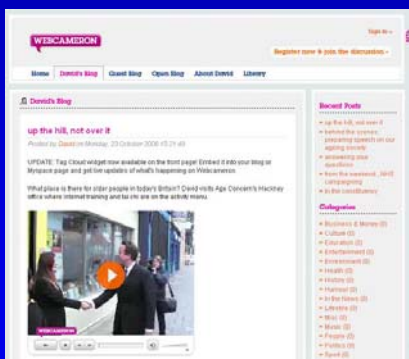 Sign in »
WEBCAMERON
Register now & join the discussion »
Home David's Blog Guest Blog Open Blog About David Library
David's Blog
up the hill, not over it
Posted by David on Monday, 23 October 2006 15:21:48
UPDATE: Tag Cloud widget now available on the front page! Embed it into your blog or
Myspace page and get live updates of what's happening on Webcameron.
What place is there for older people in today's Britain? David visits Age Concern's Hackney
office where internet training and tai chi are on the activity menu.
WEBCAMERON
Recent Posts
up the hill, not over it
behind the scenes:
preparing speech on our
ageing society
answering your
questions
from the weekend...NHS
campaigning
in the constituency
Categories
Business & Money (0)
Culture (0)
Education (0)
Entertainment (0)
Environment (0)
Health (0)
History (0)
Humour (0)
In the News (0)
Lifestyle (0)
Misc (0)
Music (0)
People (0)
Politics (0)
Sport (0)